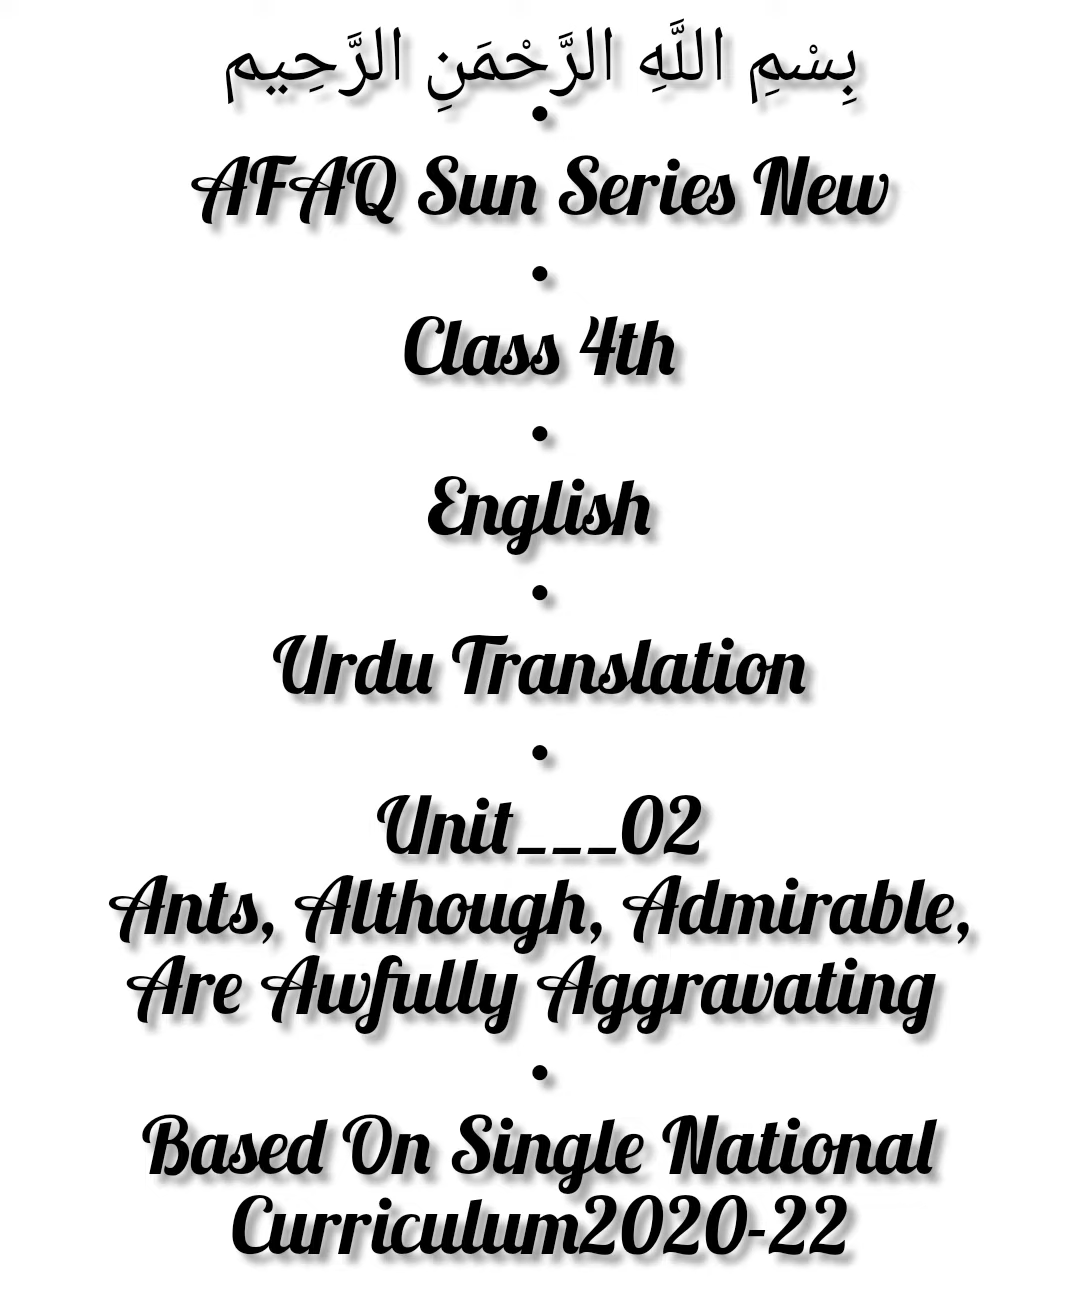 بِسْمِ اللَّهِ الرَّحْمَنِ الرَّحِيم
•
AFAQ Sun Series New
•
Class 4th
•
English
•
Urdu Translation
•
Unit___02
Ants, Although, Admirable,
Are Awfully Aggravating
•
Based On Single National
Curriculum2020-22